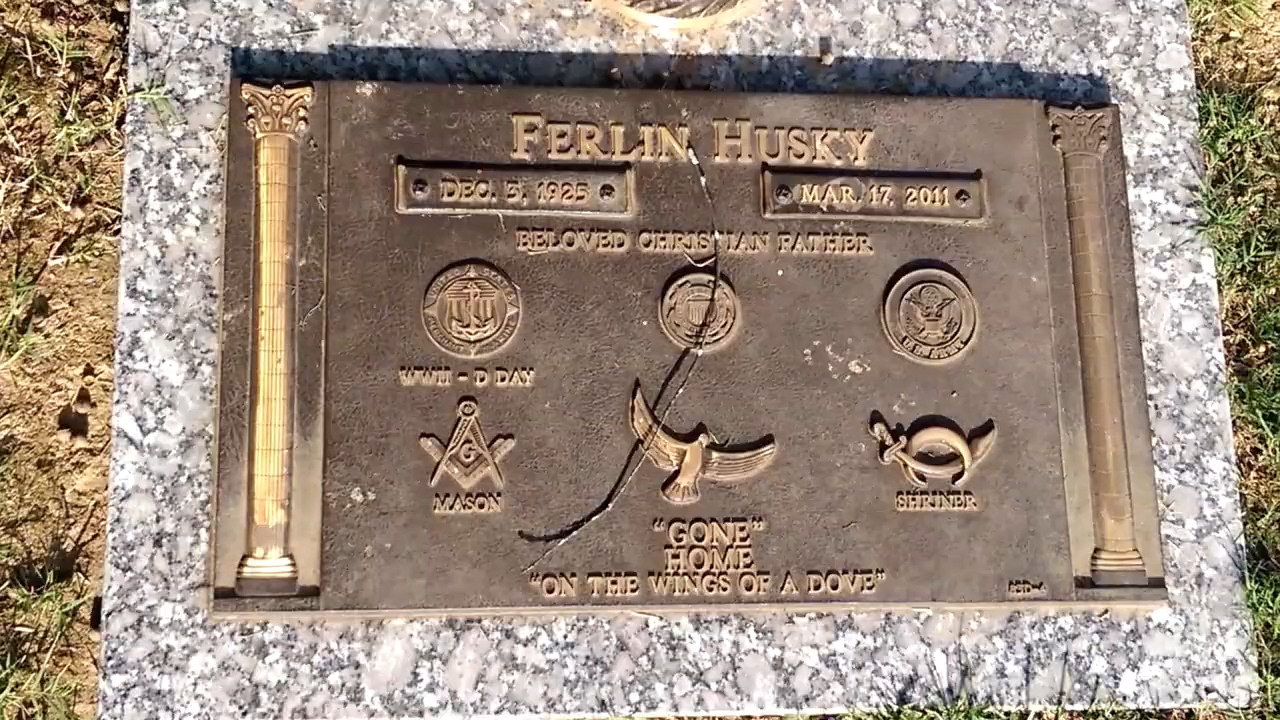 FERLIN HUSKY
DEC. 3, 1925 MAR. 17, 2011
BELOVED CHRISTIAN FATHER
WWII - D DAY
G
MASON SHRINER
"GONE"
HOME
"ON THE WINGS OF A DOVE"